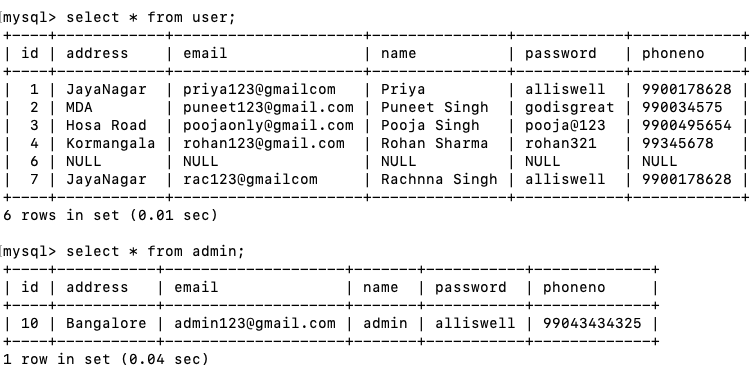 mysql> select * from user;
+----+------------+---------------------+--------------+------------+------------+
| id | address    | email               | name         | password   | phoneno    |
+----+------------+---------------------+--------------+------------+------------+
|  1 | JayaNagar  | priya123@gmailcom   | Priya        | alliswell  | 9900178628 |
|  2 | MDA        | puneet123@gmail.com | Puneet Singh | godisgreat | 990034575  |
|  3 | Hosa Road  | poojaonly@gmail.com | Pooja Singh  | pooja@123  | 9900495654 |
|  4 | Kormangala | rohan123@gmail.com  | Rohan Sharma | rohan321   | 99345678   |
|  6 | NULL       | NULL                | NULL         | NULL       | NULL       |
|  7 | JayaNagar  | rac123@gmailcom     | Rachnna Singh | alliswell  | 9900178628 |
+----+------------+---------------------+--------------+------------+------------+
6 rows in set (0.01 sec)
mysql> select * from admin;
+----+-----------+--------------------+-------+-----------+-------------+
| id | address   | email              | name  | password  | phoneno     |
+----+-----------+--------------------+-------+-----------+-------------+
| 10 | Bangalore | admin123@gmail.com | admin | alliswell | 99043434325 |
+----+-----------+--------------------+-------+-----------+-------------+
1 row in set (0.04 sec)